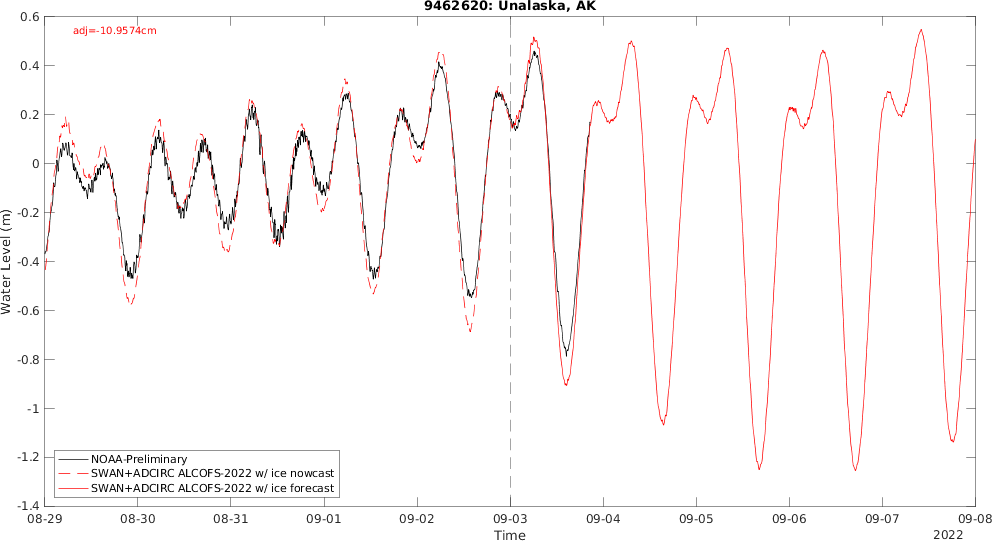 9462620: Unalaska, AK
adj=-10.9574cm
0.6
0.4
0.2
0
-0.2
-0.4
-0.6
-0.8
-1
-1.2
-1.4
Water Level (m)
NOAA-Preliminary
SWAN+ADCIRC ALCOFS-2022 w/ ice nowcast
SWAN+ADCIRC ALCOFS-2022 w/ ice forecast
08-29 08-30 08-31 09-01 09-02 09-03 09-04 09-05 09-06 09-07 09-08
Time
2022